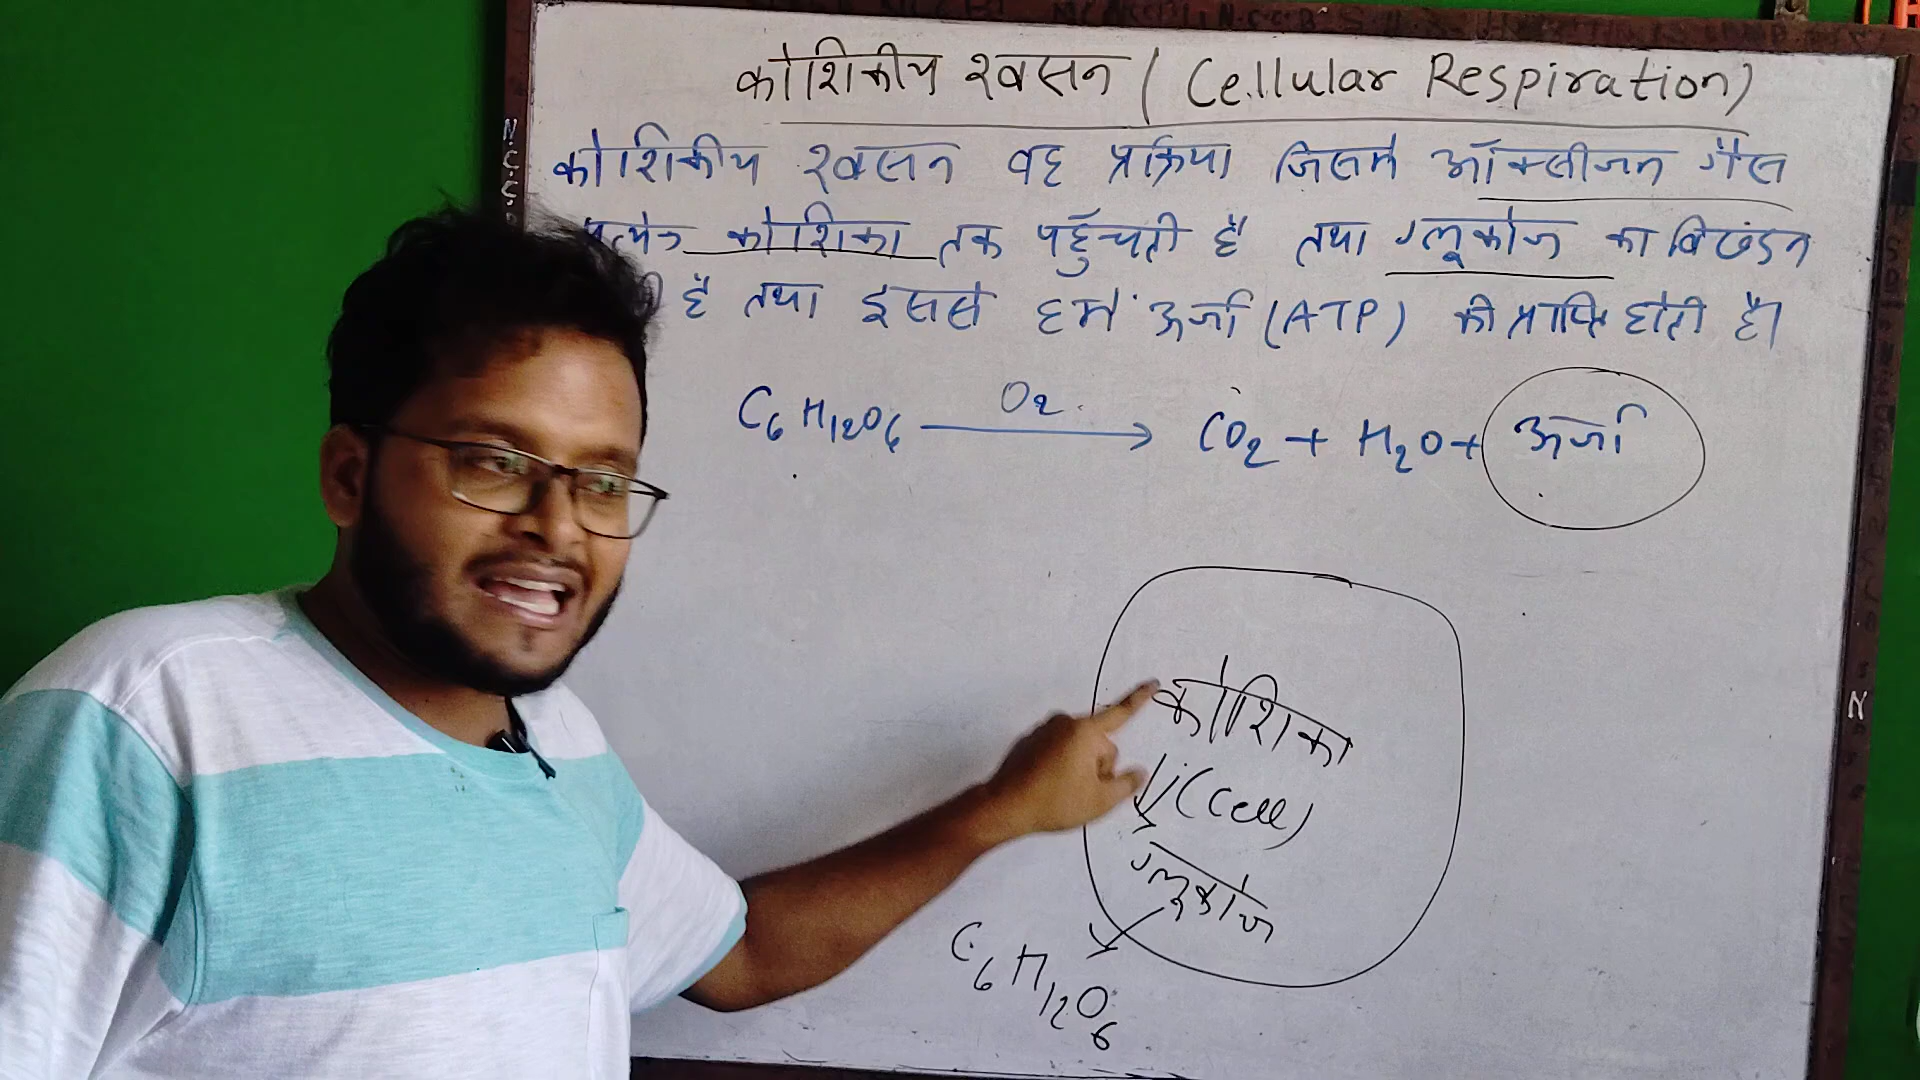 कोशिकीय श्वसन ( Cellular Respiration)
कोशिकीय श्वसन वह प्रक्रिया जिसमे ऑक्सीजन गैस
प्रत्येक कोशिका तक पहुँचती है तथा ग्लूकोज का विखंडन
है तथा इससे हमें ऊर्जा (ATP) की प्राप्ति होती है।
C₆H₁₂O₆ O₂ → CO₂ + H₂O + ऊर्जा
कोशिका
(Cell)
ग्लूकोज
C₆H₁₂O₆
N.C.C.
N